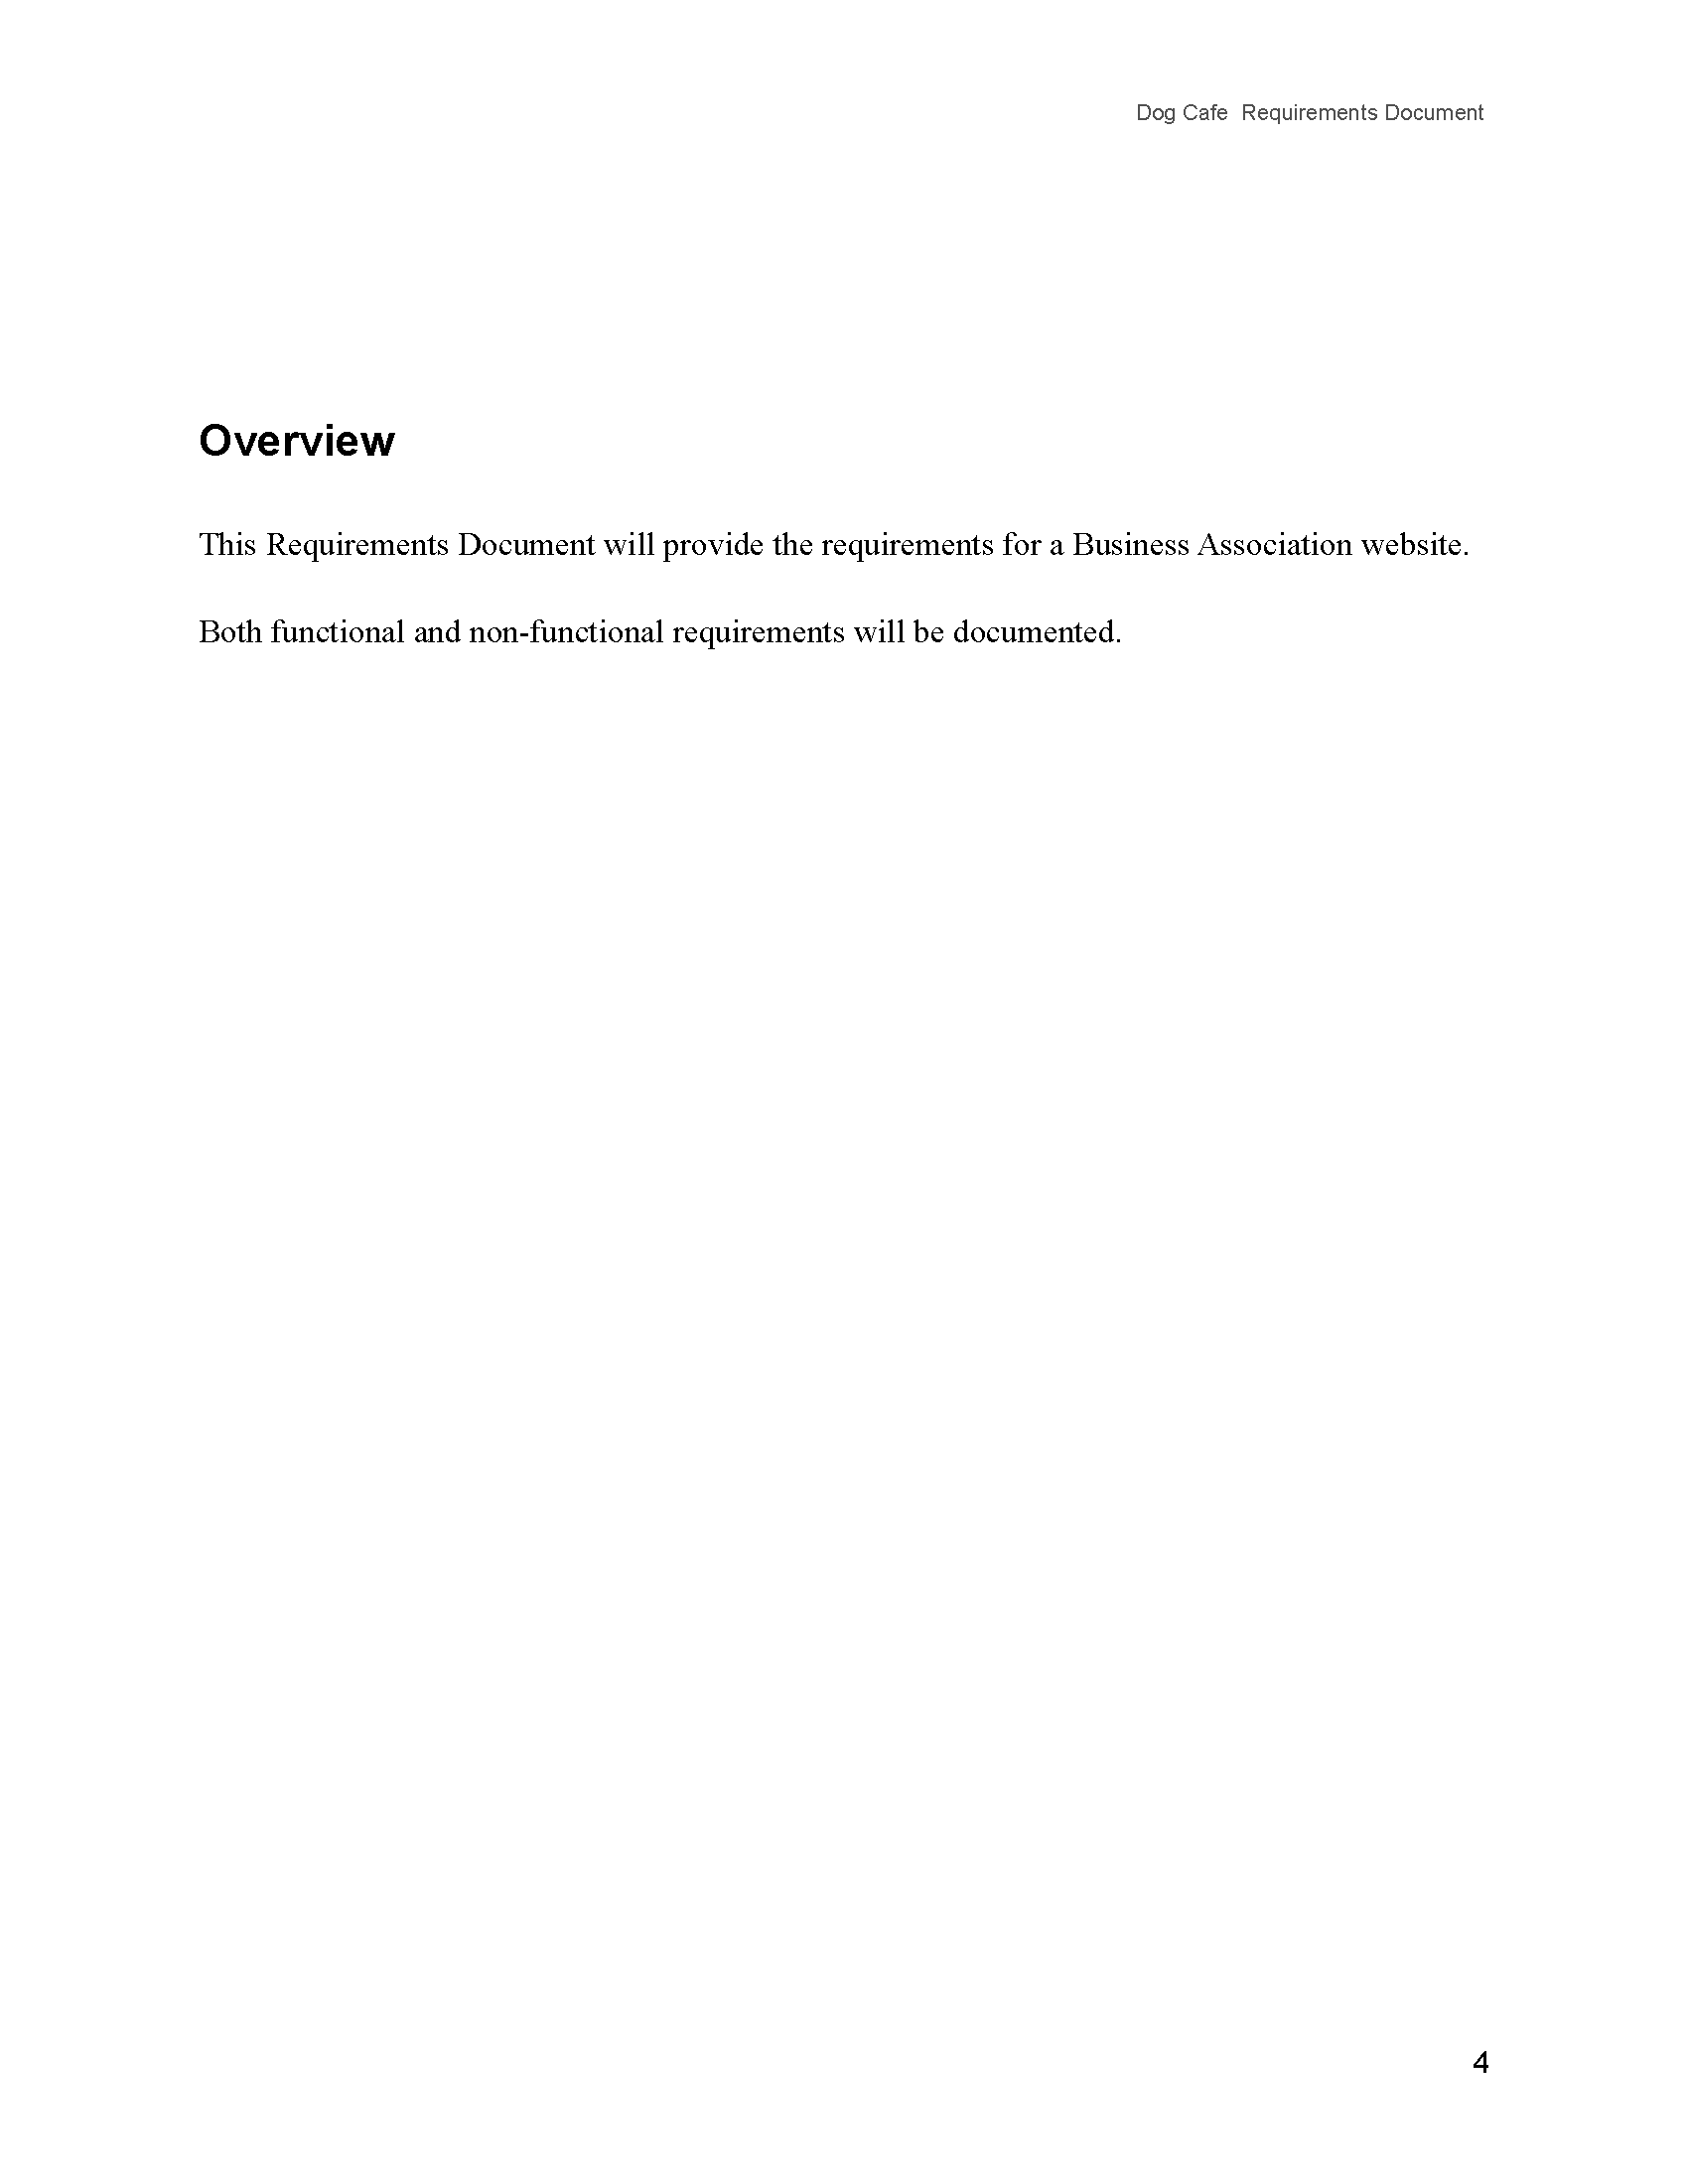 Dog Cafe  Requirements Document
Overview
This Requirements Document will provide the requirements for a Business Association website.
Both functional and non-functional requirements will be documented.
4